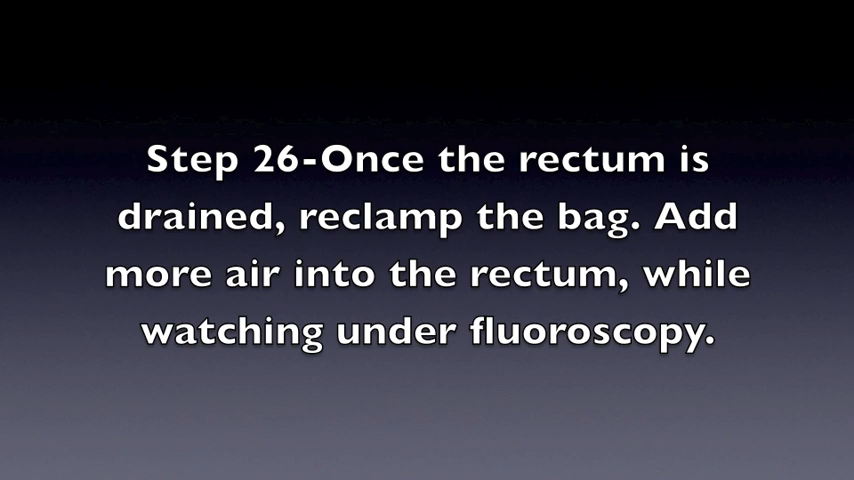 Step 26-Once the rectum is
drained, reclamp the bag. Add
more air into the rectum, while
watching under fluoroscopy.